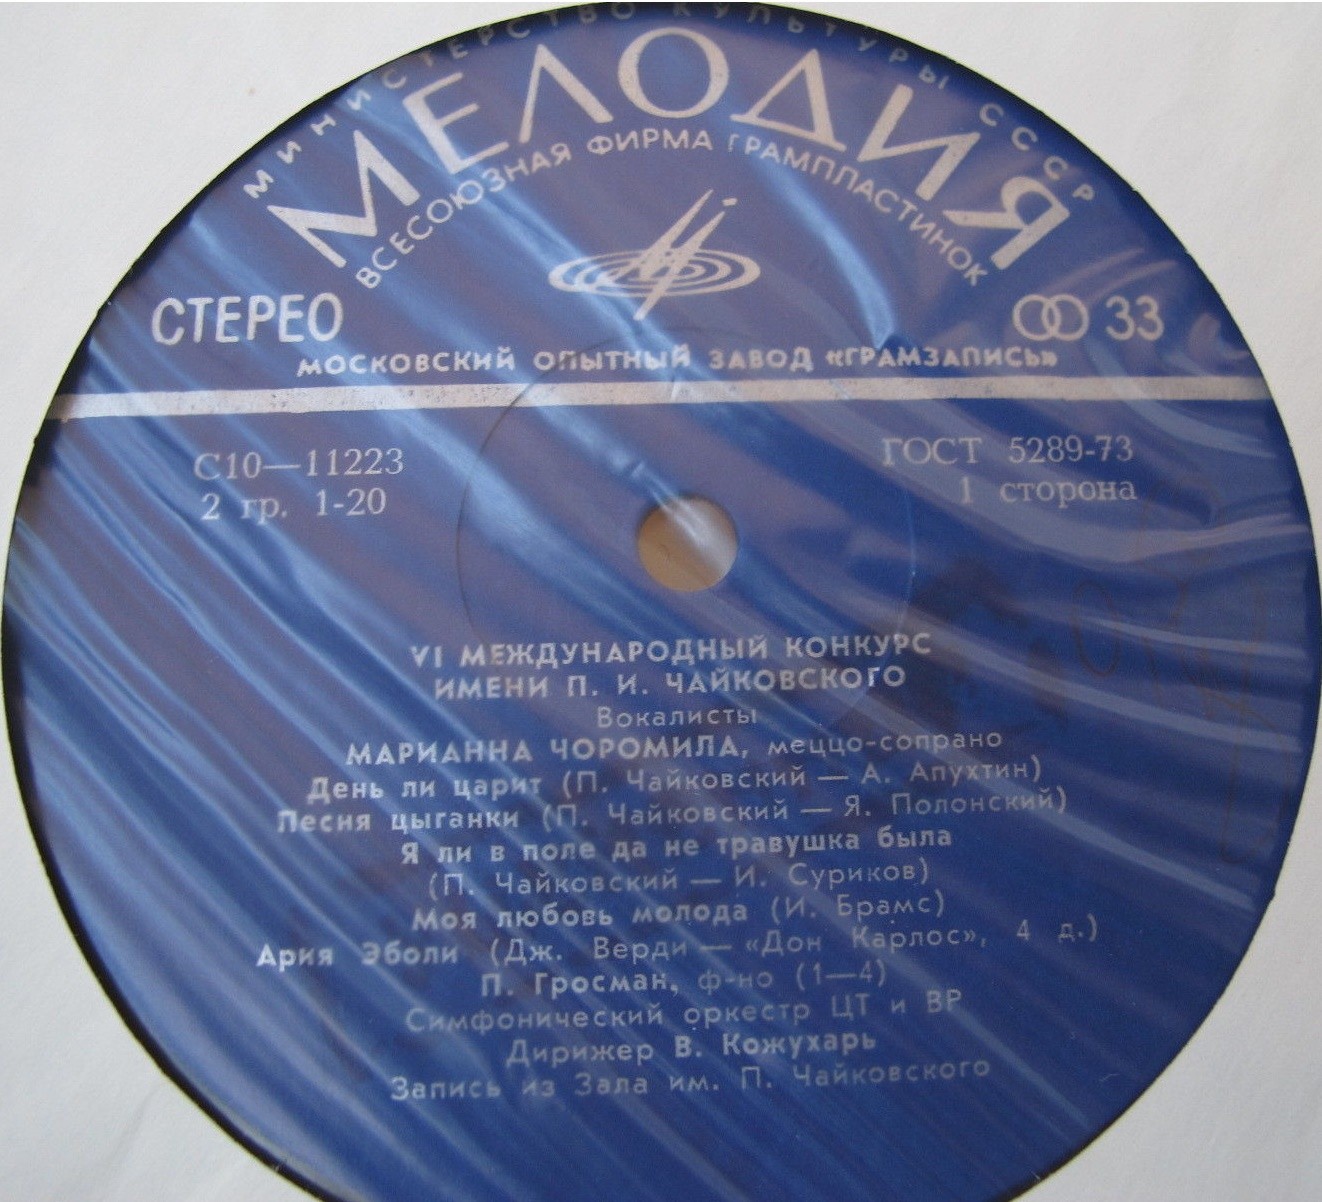 МИНИСТЕРСТВО КУЛЬТУРЫ СССР
МЕЛОДИЯ
ВСЕСОЮЗНАЯ ФИРМА ГРАМПЛАСТИНОК
СТЕРЕО
33
МОСКОВСКИЙ ОПЫТНЫЙ ЗАВОД «ГРАМЗАПИСЬ»
С10—11223
ГОСТ 5289-73
2 гр. 1-20
1 сторона
VI МЕЖДУНАРОДНЫЙ КОНКУРС
ИМЕНИ П. И. ЧАЙКОВСКОГО
Вокалисты
МАРИАННА ЧОРОМИЛА, меццо-сопрано
День ли царит (П. Чайковский — А. Апухтин)
Песня цыганки (П. Чайковский — Я. Полонский)
Я ли в поле да не травушка была
(П. Чайковский — И. Суриков)
Моя любовь молода (И. Брамс)
Ария Эболи (Дж. Верди — «Дон Карлос», 4 д.)
П. Гросман, ф-но (1—4)
Симфонический оркестр ЦТ и ВР
Дирижер В. Кожухарь
Запись из Зала им. П. Чайковского